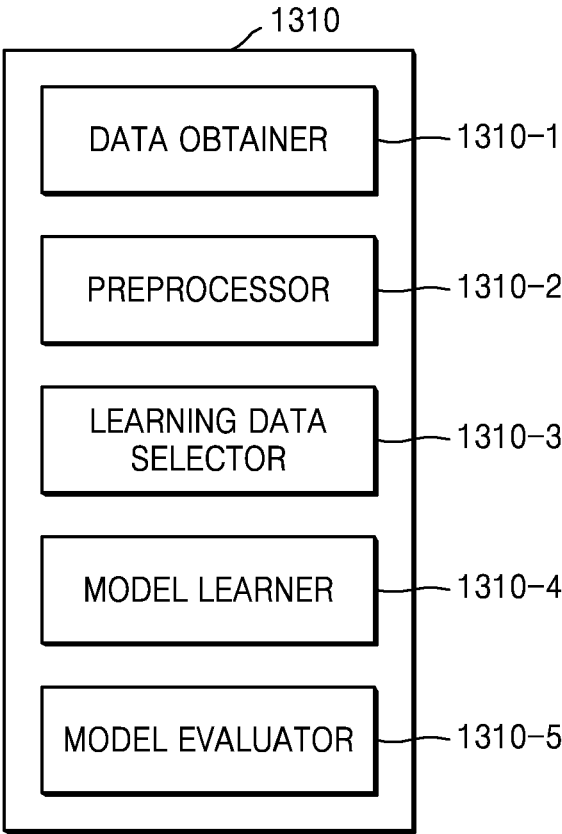 1310
DATA OBTAINER
1310-1
PREPROCESSOR
1310-2
LEARNING DATA
SELECTOR
1310-3
MODEL LEARNER
1310-4
MODEL EVALUATOR
1310-5